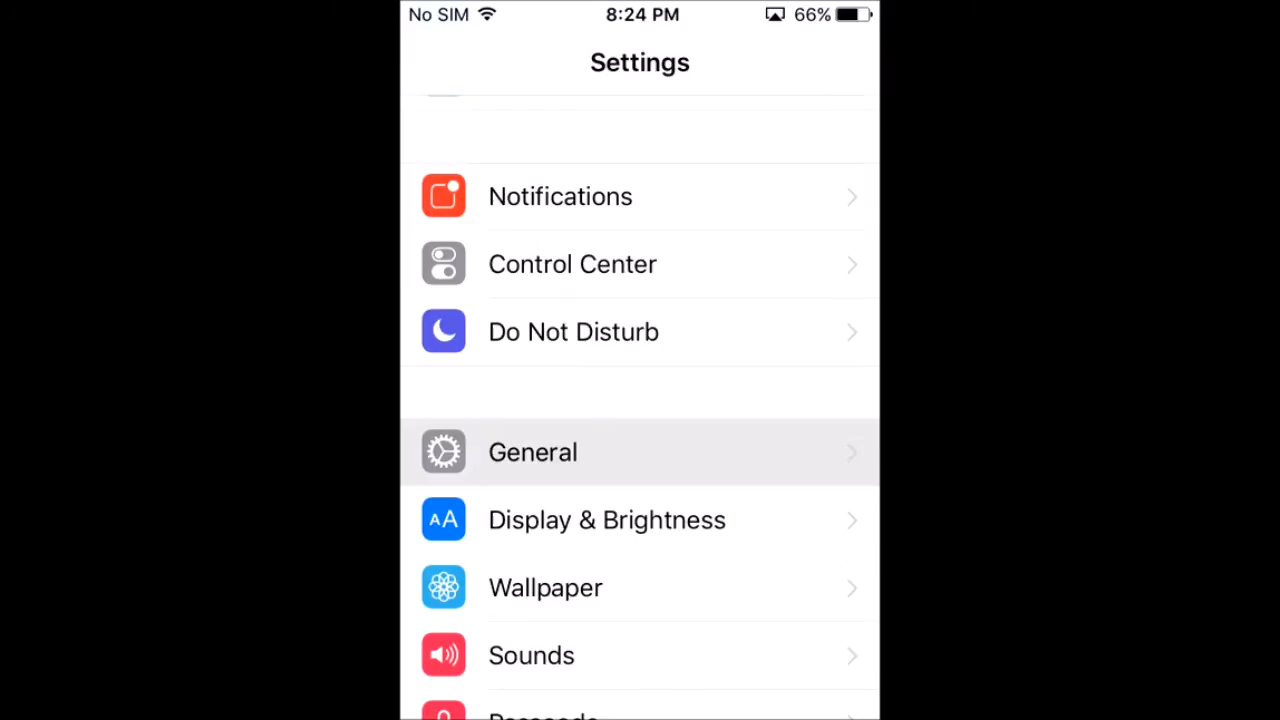 No SIM 8:24 PM 66%
Settings
Notifications
Control Center
Do Not Disturb
General
AA Display & Brightness
Wallpaper
Sounds